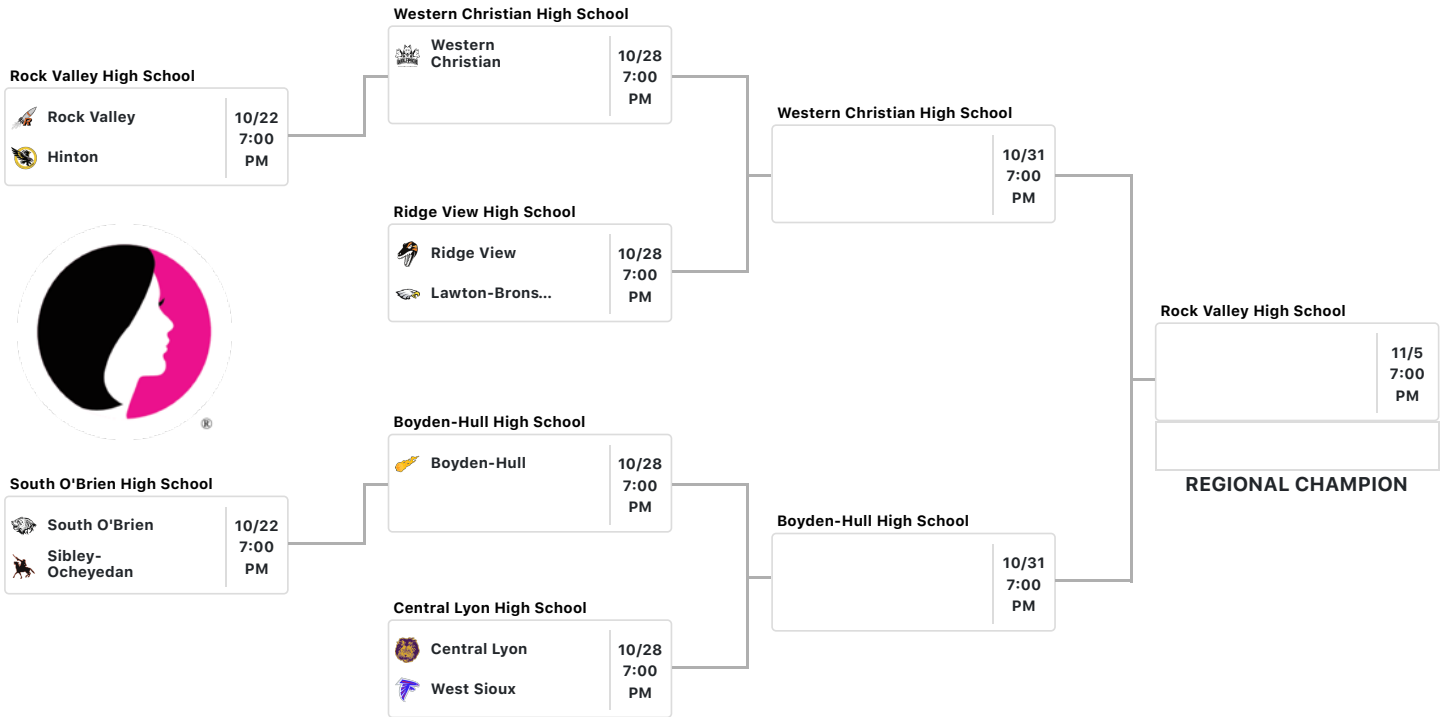 Western Christian High School
Western
Christian
10/28
7:00
PM
Rock Valley High School
Rock Valley
Hinton
10/22
7:00
PM
Western Christian High School
10/31
7:00
PM
Ridge View High School
Ridge View
Lawton-Brons...
10/28
7:00
PM
Rock Valley High School
11/5
7:00
PM
REGIONAL CHAMPION
®
Boyden-Hull High School
Boyden-Hull
10/28
7:00
PM
South O'Brien High School
South O'Brien
Sibley-
Ocheyedan
10/22
7:00
PM
Boyden-Hull High School
10/31
7:00
PM
Central Lyon High School
Central Lyon
West Sioux
10/28
7:00
PM